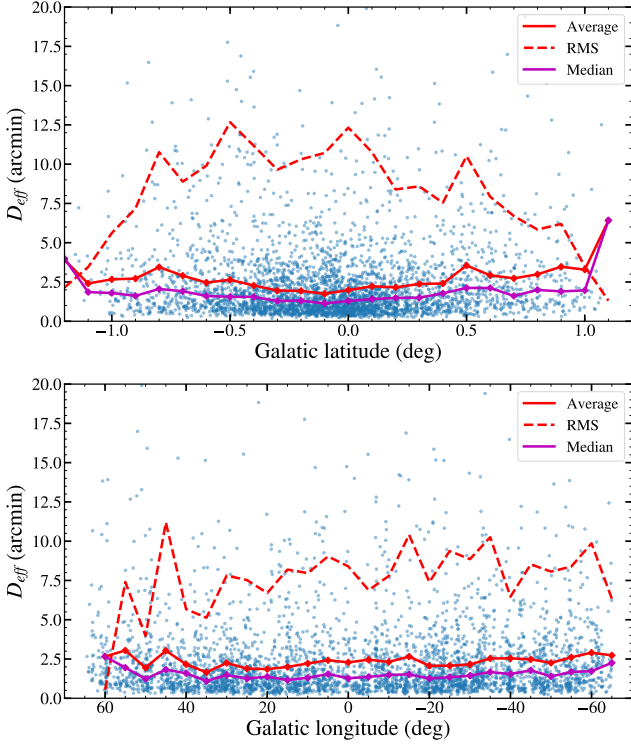 20.0
17.5
15.0
12.5
10.0
7.5
5.0
2.5
0.0
D_eff (arcmin)
Average
RMS
Median
−1.0 −0.5 0.0 0.5 1.0
Galactic latitude (deg)
20.0
17.5
15.0
12.5
10.0
7.5
5.0
2.5
0.0
D_eff (arcmin)
Average
RMS
Median
60 40 20 0 −20 −40 −60
Galactic longitude (deg)